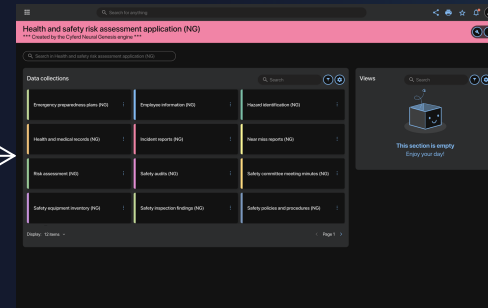 Search for anything
Health and safety risk assessment application (NG)
*** Created by the Cyferd Neural Genesis engine ***
Search in Health and safety risk assessment application (NG)
Data collections
Search
Views
Search
Emergency preparedness plans (NG)
Employee information (NG)
Hazard identification (NG)
Health and medical records (NG)
Incident reports (NG)
Near miss reports (NG)
Risk assessment (NG)
Safety audits (NG)
Safety committee meeting minutes (NG)
Safety equipment inventory (NG)
Safety inspection findings (NG)
Safety policies and procedures (NG)
This section is empty
Enjoy your day!
Display 12 items
Page 1